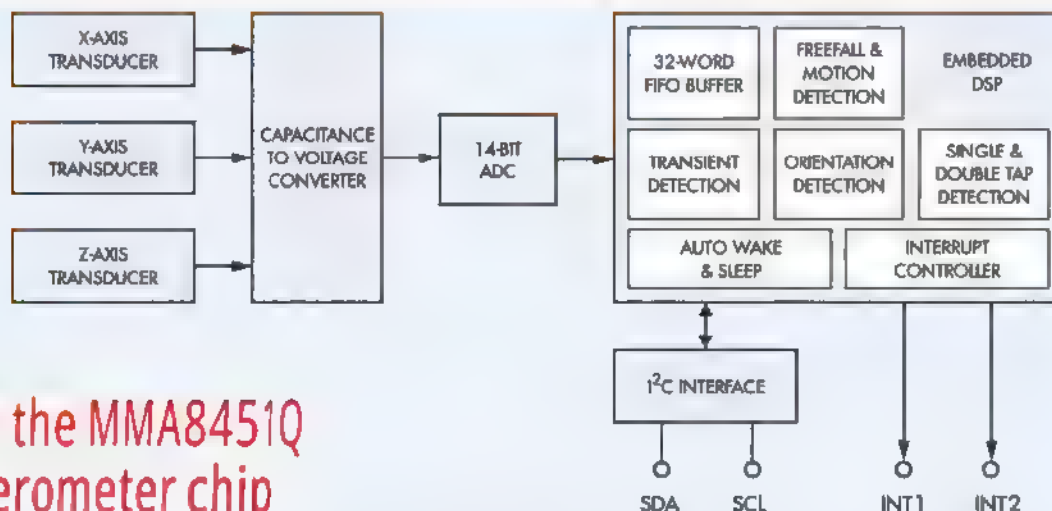 X-AXIS
TRANSDUCER
Y-AXIS
TRANSDUCER
Z-AXIS
TRANSDUCER
CAPACITANCE
TO VOLTAGE
CONVERTER
14-BIT
ADC
32-WORD
FIFO BUFFER
FREEFALL &
MOTION
DETECTION
EMBEDDED
DSP
TRANSIENT
DETECTION
ORIENTATION
DETECTION
SINGLE &
DOUBLE TAP
DETECTION
AUTO WAKE
& SLEEP
INTERRUPT
CONTROLLER
I²C INTERFACE
SDA
SCL
INT1
INT2
the MMA8451Q
erometer chip